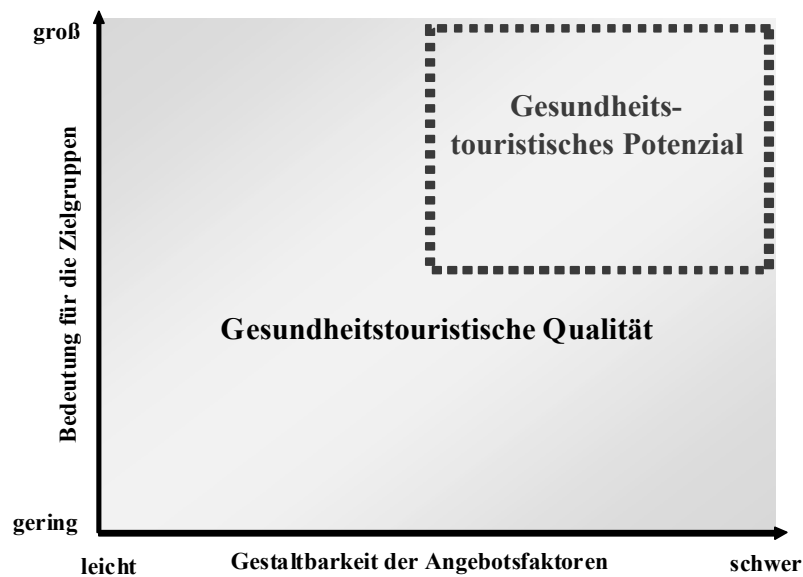 groß
Gesundheits-
touristisches Potenzial
Bedeutung für die Zielgruppen
Gesundheitstouristische Qualität
gering
leicht
Gestaltbarkeit der Angebotsfaktoren
schwer